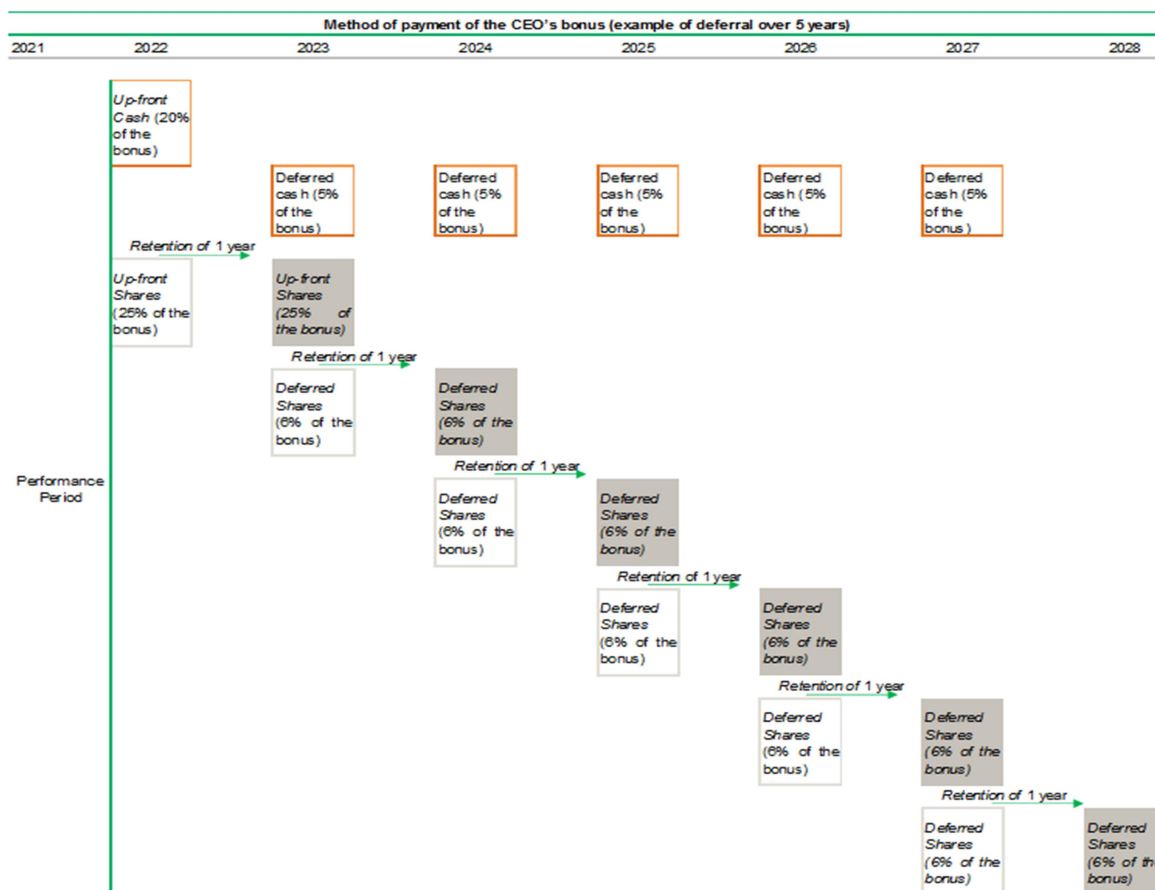 Method of payment of the CEO's bonus (example of deferral over 5 years)
2021 2022 2023 2024 2025 2026 2027 2028
Up-front
Cash (20%
of the
bonus)
Deferred
cash (5%
of the
bonus)
Deferred
cash (5%
of the
bonus)
Deferred
cash (5%
of the
bonus)
Deferred
cash (5%
of the
bonus)
Deferred
cash (5%
of the
bonus)
Retention of 1 year
Up-front
Shares
(25% of the
bonus)
Up-front
Shares
(25% of
the bonus)
Retention of 1 year
Deferred
Shares
(6% of the
bonus)
Deferred
Shares
(6% of the
bonus)
Retention of 1 year
Performance
Period
Deferred
Shares
(6% of the
bonus)
Deferred
Shares
(6% of the
bonus)
Retention of 1 year
Deferred
Shares
(6% of the
bonus)
Deferred
Shares
(6% of the
bonus)
Retention of 1 year
Deferred
Shares
(6% of the
bonus)
Deferred
Shares
(6% of the
bonus)
Retention of 1 year
Deferred
Shares
(6% of the
bonus)
Deferred
Shares
(6% of the
bonus)